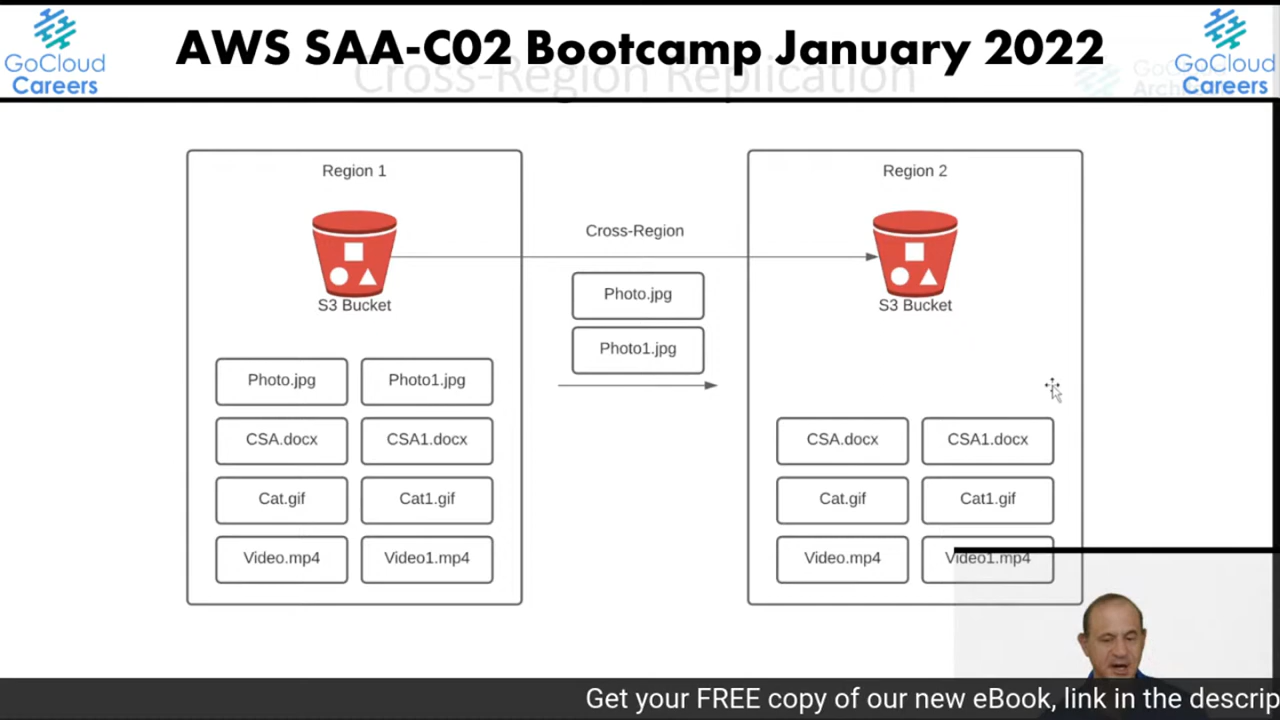 GoCloud
Careers
AWS SAA-C02 Bootcamp January 2022
GoCloud
Careers
Cross-Region Replication
Region 1
S3 Bucket
Photo.jpg
Photo1.jpg
CSA.docx
CSA1.docx
Cat.gif
Cat1.gif
Video.mp4
Video1.mp4
Cross-Region
Photo.jpg
Photo1.jpg
Region 2
S3 Bucket
CSA.docx
CSA1.docx
Cat.gif
Cat1.gif
Video.mp4
Video1.mp4
Get your FREE copy of our new eBook, link in the descrip